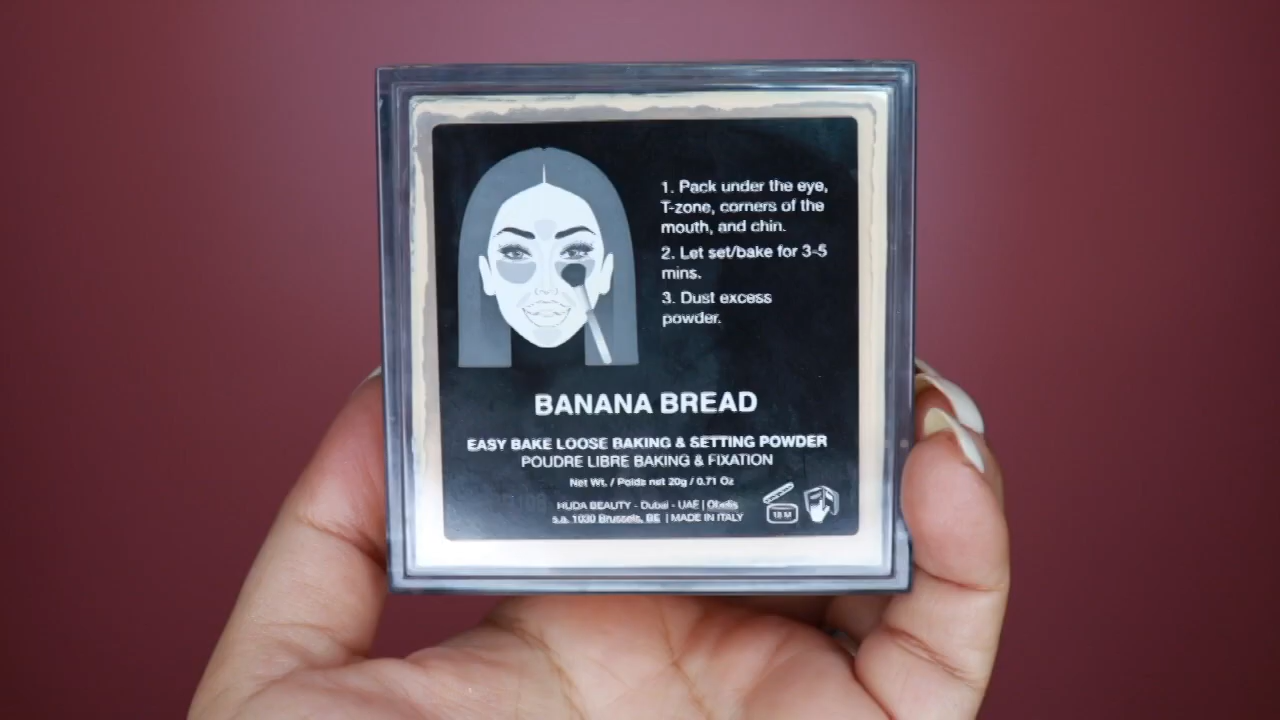 1. Pack under the eye,
T-zone, corners of the
mouth, and chin.
2. Let set/bake for 3-5
mins.
3. Dust excess
powder.
BANANA BREAD
EASY BAKE LOOSE BAKING & SETTING POWDER
POUDRE LIBRE BAKING & FIXATION
Net Wt. / Poids net 20g / 0.71 Oz
HUDA BEAUTY - Dubai - UAE | Obelis
s.a. 1030 Brussels, BE | MADE IN ITALY
18 M